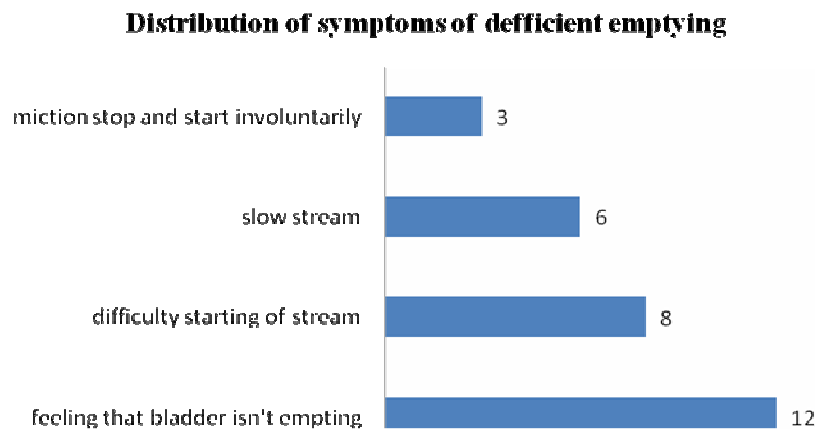 Distribution of symptoms of defficient emptying
miction stop and start involuntarily
3
slow stream
6
difficulty starting of stream
8
feeling that bladder isn't empting
12